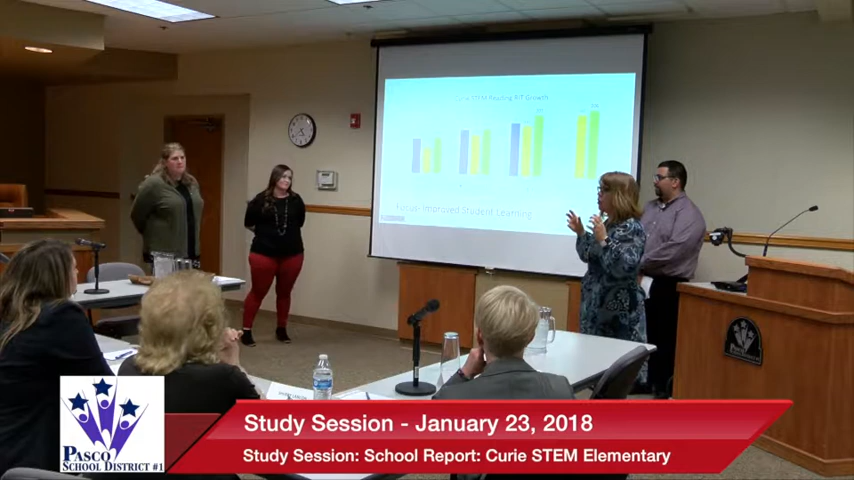 Curie STEM Reading RIT Growth
Focus- Improved Student Learning
Study Session - January 23, 2018
Study Session: School Report: Curie STEM Elementary
PASCO
SCHOOL DISTRICT #1